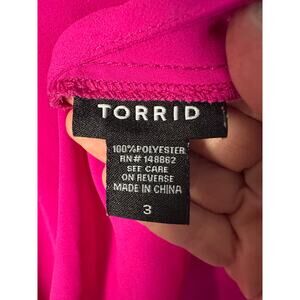 TORRID
100% POLYESTER
RN# 148862
SEE CARE
ON REVERSE
MADE IN CHINA
3